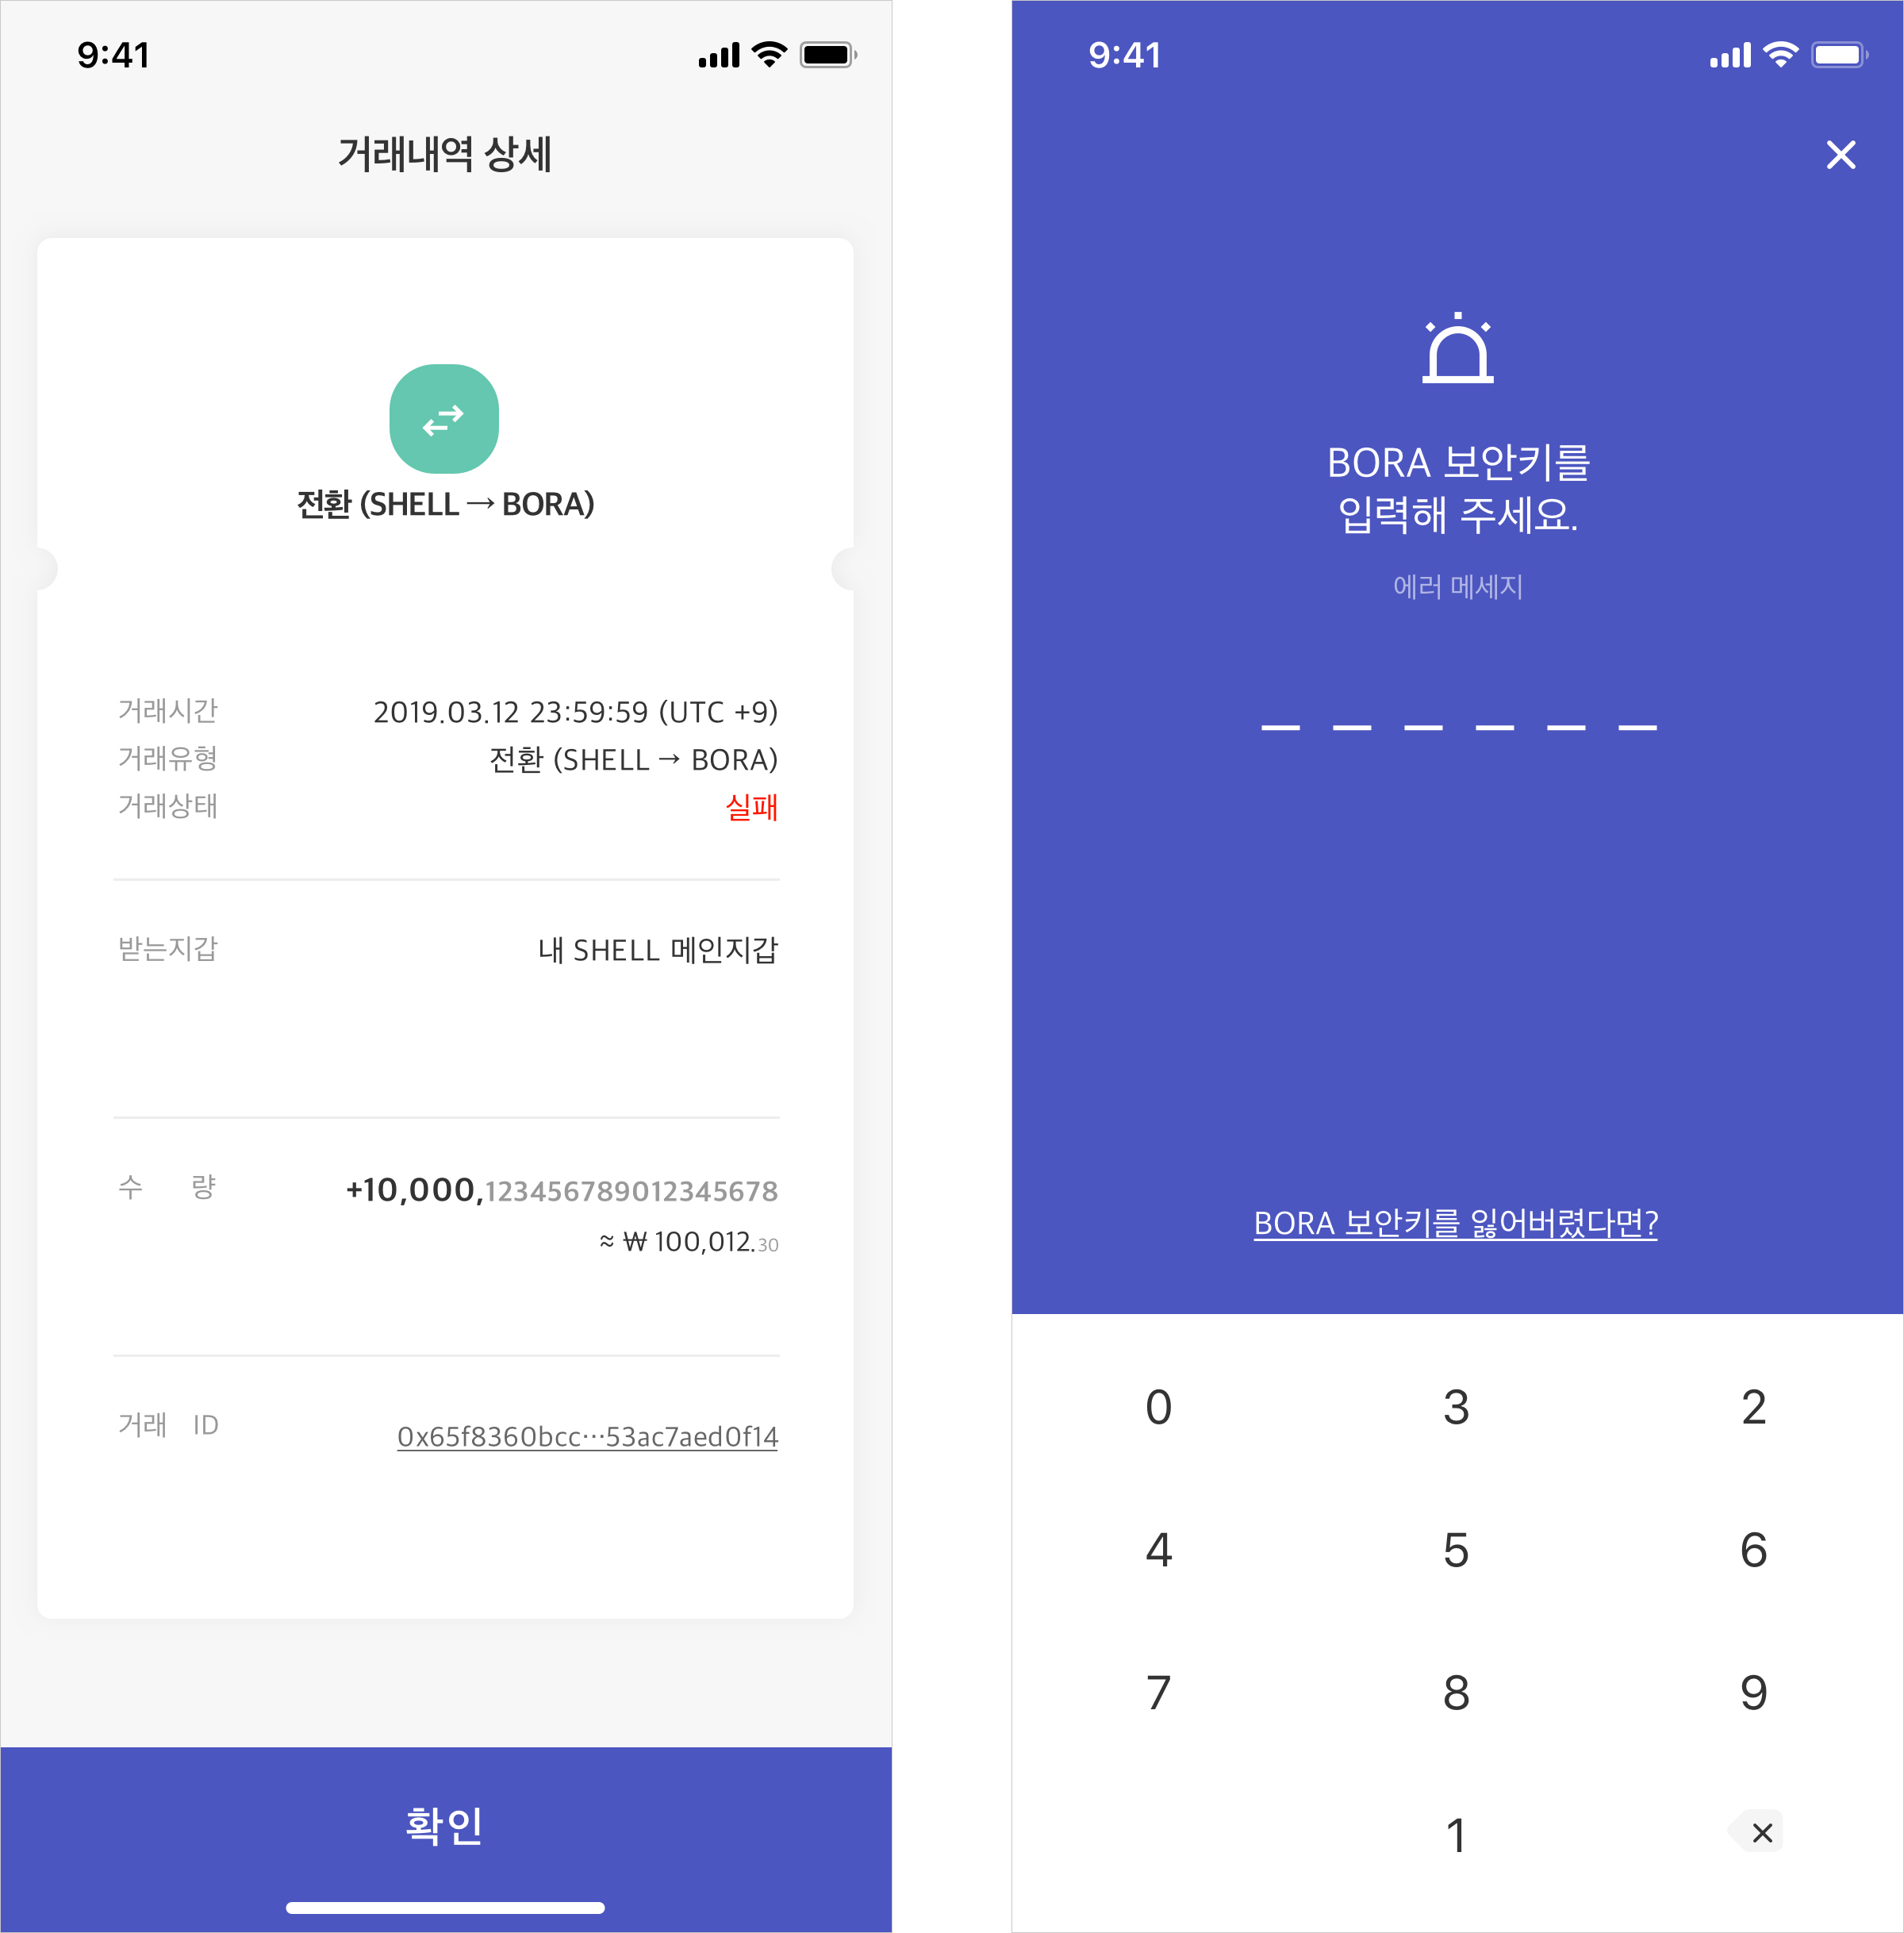 9:41
거래내역 상세
전환 (SHELL → BORA)
거래시간 2019.03.12 23:59:59 (UTC +9)
거래유형 전환 (SHELL → BORA)
거래상태 실패
받는지갑 내 SHELL 메인지갑
수 량 +10,000,123456789012345678
≈ ₩ 100,012.30
거래 ID 0x65f8360bcc···53ac7aed0f14
확인
9:41
BORA 보안키를
입력해 주세요.
에러 메세지
BORA 보안키를 잃어버렸다면?
0 3 2
4 5 6
7 8 9
1